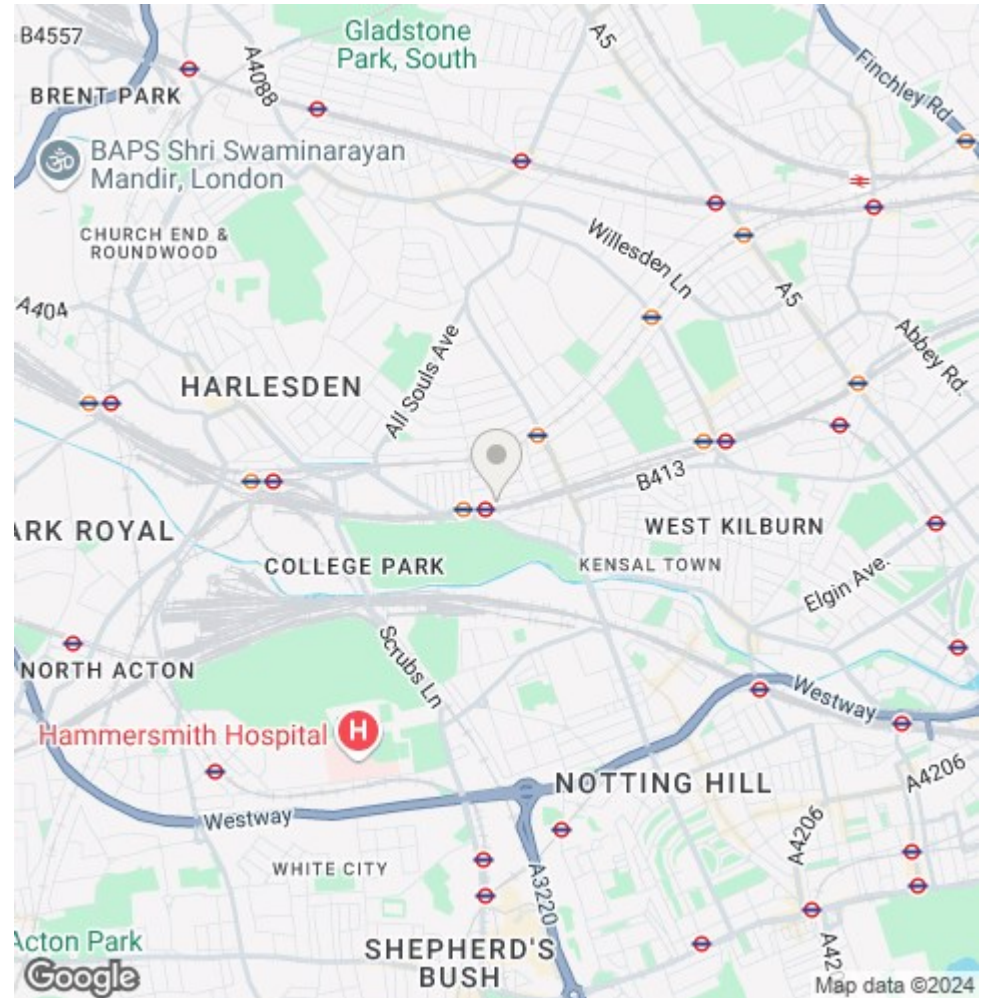 B4557
Gladstone
Park, South
A5
A4088
Finchley Rd
BRENT PARK
BAPS Shri Swaminarayan
Mandir, London
CHURCH END &
ROUNDWOOD
Willesden Ln
A40A
A5
Abbey Rd.
HARLESDEN
All Souls Ave
B413
ARK ROYAL
WEST KILBURN
COLLEGE PARK
KENSAL TOWN
Elgin Ave.
Scrubs Ln
NORTH ACTON
Westway
Hammersmith Hospital
H
NOTTING HILL
A4206
Westway
A4206
WHITE CITY
A3220
Acton Park
SHEPHERD'S
BUSH
A42
Google
Map data ©2024